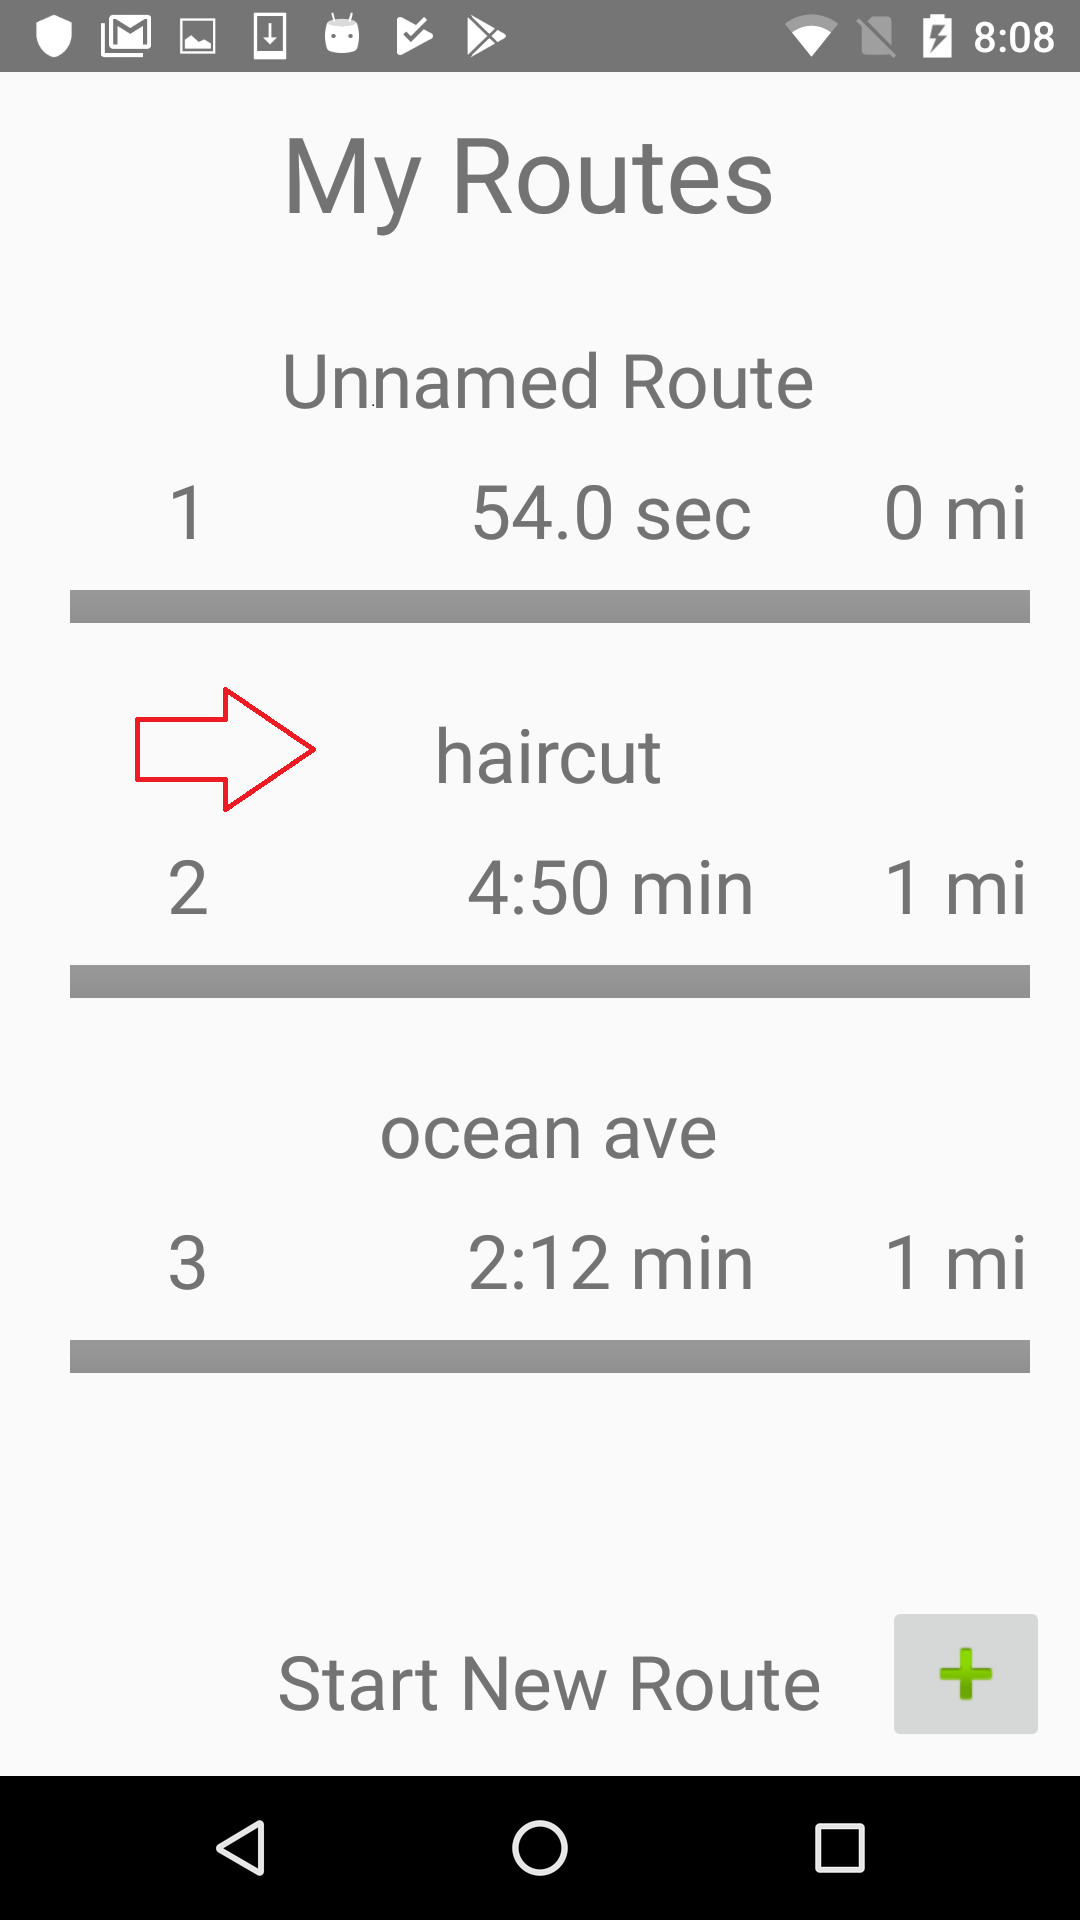 8:08
My Routes
Unnamed Route
1 54.0 sec 0 mi
haircut
2 4:50 min 1 mi
ocean ave
3 2:12 min 1 mi
Start New Route